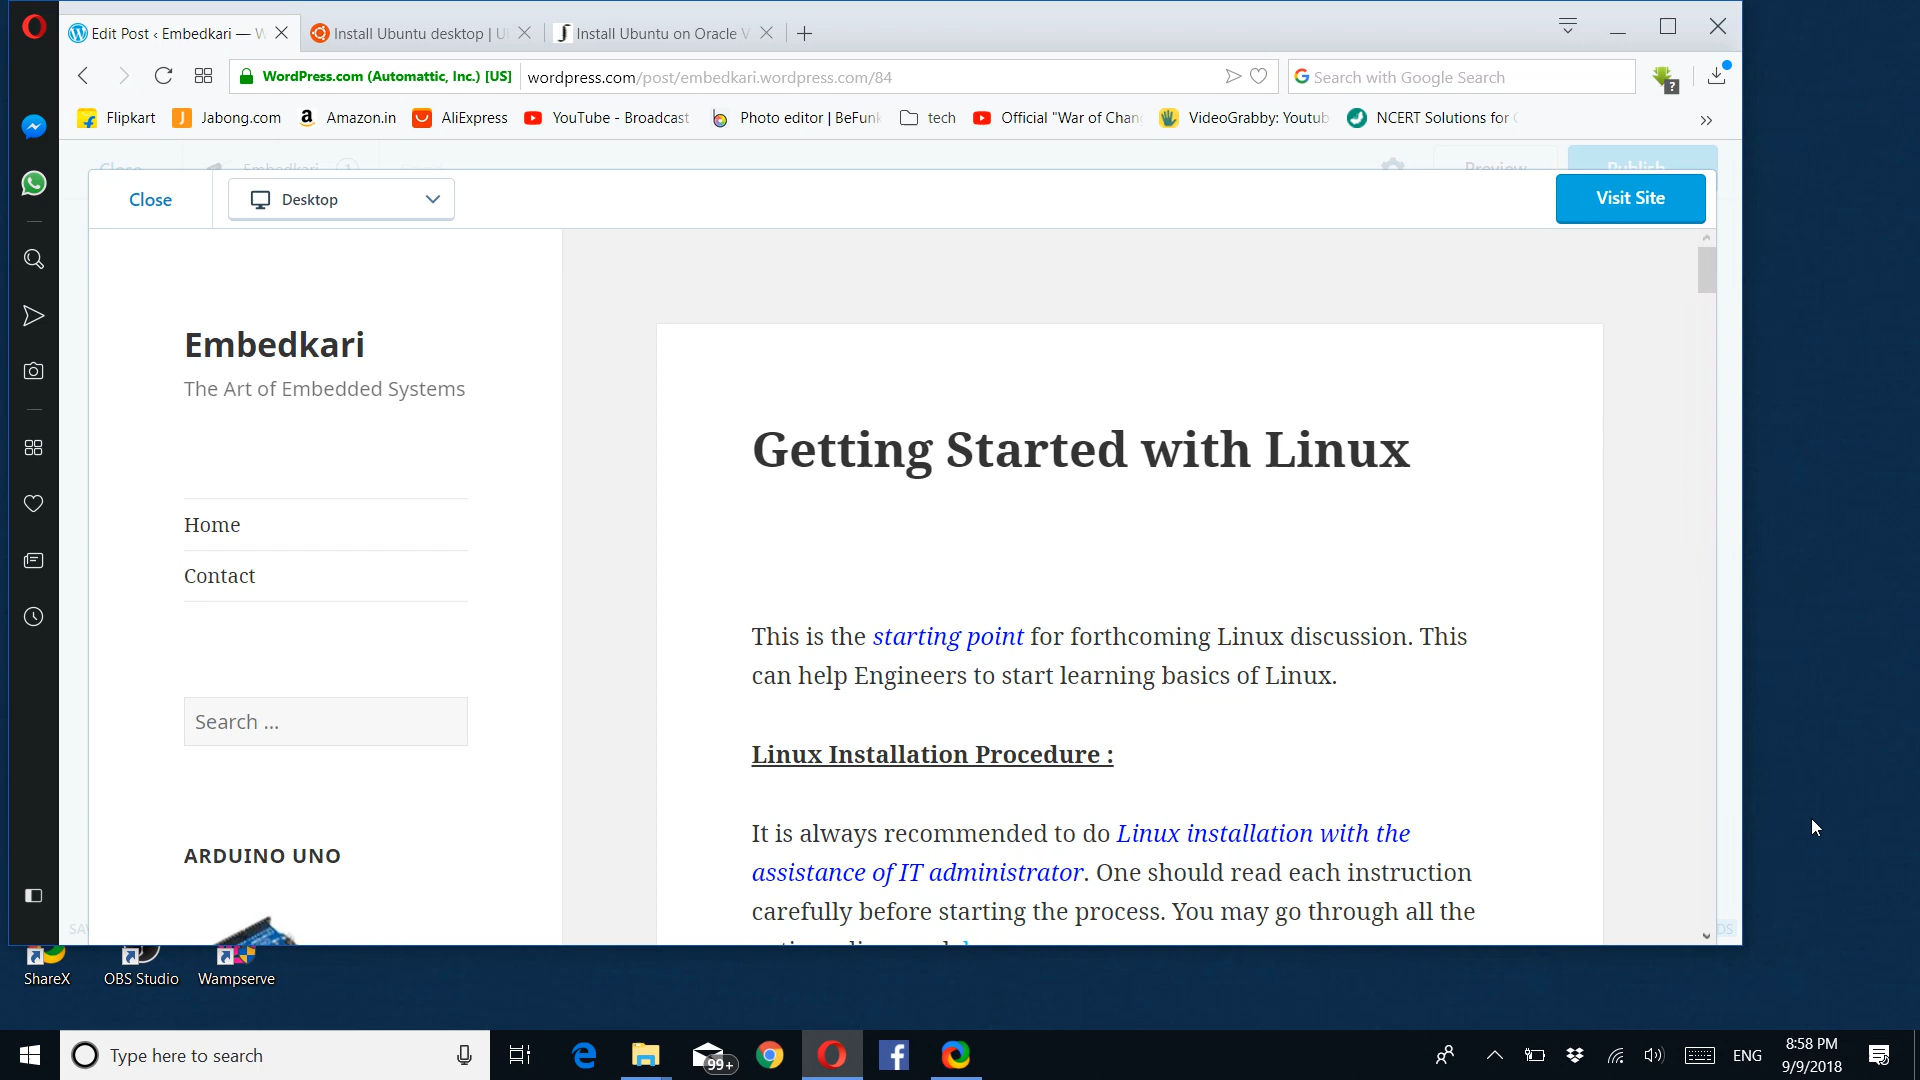 Edit Post ‹ Embedkari — W
Install Ubuntu desktop | U
Install Ubuntu on Oracle V
WordPress.com (Automattic, Inc.) [US]
wordpress.com/post/embedkari.wordpress.com/84
Search with Google Search
Flipkart
Jabong.com
Amazon.in
AliExpress
YouTube - Broadcast
Photo editor | BeFunk
tech
Official "War of Chan
VideoGrabby: Youtub
NCERT Solutions for
Close
Embedkari
Preview
Publish
Close
Desktop
Visit Site
Embedkari
The Art of Embedded Systems
Home
Contact
Search ...
ARDUINO UNO
Getting Started with Linux
This is the starting point for forthcoming Linux discussion. This
can help Engineers to start learning basics of Linux.
Linux Installation Procedure :
It is always recommended to do Linux installation with the
assistance of IT administrator. One should read each instruction
carefully before starting the process. You may go through all the
ShareX
OBS Studio
Wampserve
Type here to search
99+
ENG
8:58 PM
9/9/2018